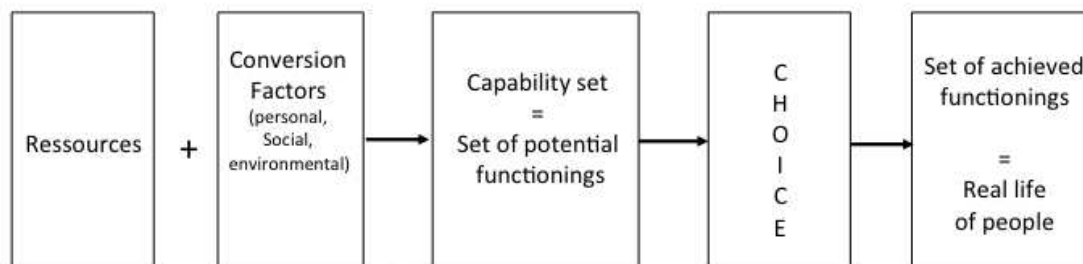 Ressources
+
Conversion
Factors
(personal,
Social,
environmental)
Capability set
=
Set of potential
functionings
C
H
O
I
C
E
Set of achieved
functionings
=
Real life
of people